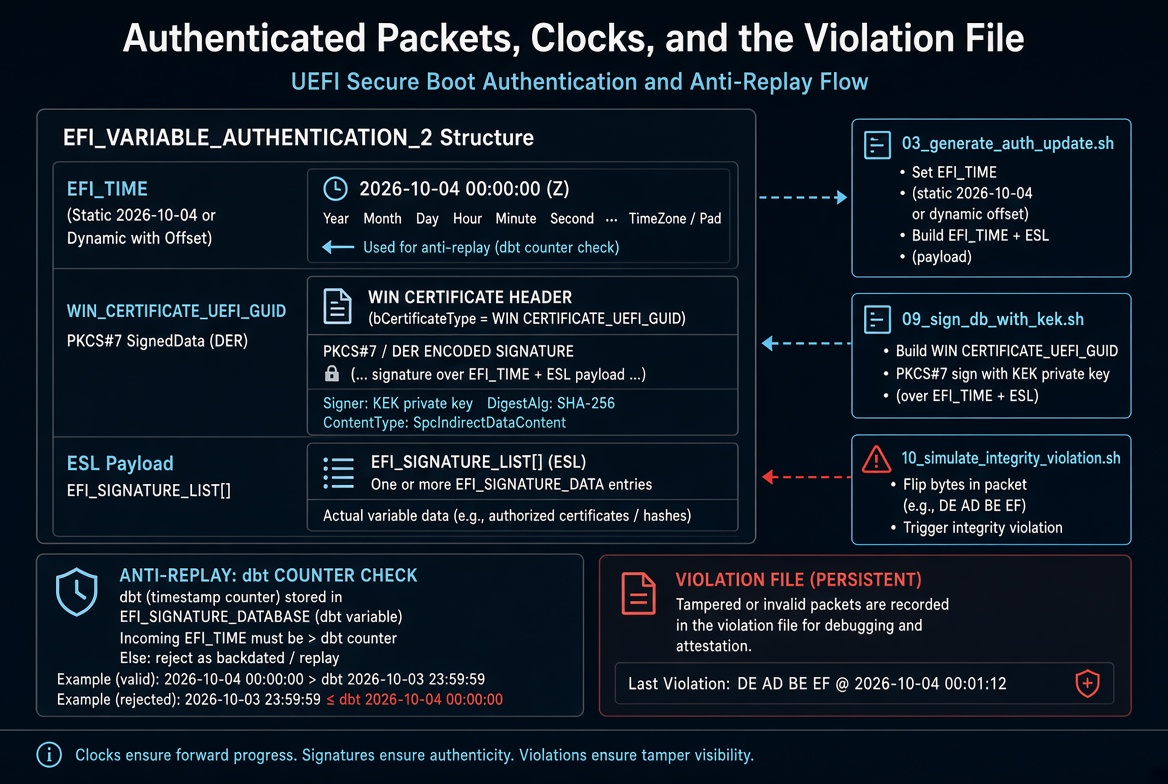 Authenticated Packets, Clocks, and the Violation File
UEFI Secure Boot Authentication and Anti-Replay Flow
EFI_VARIABLE_AUTHENTICATION_2 Structure
EFI_TIME
(Static 2026-10-04 or
Dynamic with Offset)
2026-10-04 00:00:00 (Z)
Year Month Day Hour Minute Second ... TimeZone / Pad
Used for anti-replay (dbt counter check)
WIN_CERTIFICATE_UEFI_GUID
PKCS#7 SignedData (DER)
WIN CERTIFICATE HEADER
(bCertificateType = WIN CERTIFICATE_UEFI_GUID)
PKCS#7 / DER ENCODED SIGNATURE
(... signature over EFI_TIME + ESL payload ...)
Signer: KEK private key DigestAlg: SHA-256
ContentType: SpcIndirectDataContent
ESL Payload
EFI_SIGNATURE_LIST[]
EFI_SIGNATURE_LIST[] (ESL)
One or more EFI_SIGNATURE_DATA entries
Actual variable data (e.g., authorized certificates / hashes)
03_generate_auth_update.sh
• Set EFI_TIME
• (static 2026-10-04
or dynamic offset)
• Build EFI_TIME + ESL
• (payload)
09_sign_db_with_kek.sh
• Build WIN CERTIFICATE_UEFI_GUID
• PKCS#7 sign with KEK private key
• (over EFI_TIME + ESL)
10_simulate_integrity_violation.sh
• Flip bytes in packet
(e.g., DE AD BE EF)
• Trigger integrity violation
ANTI-REPLAY: dbt COUNTER CHECK
dbt (timestamp counter) stored in
EFI_SIGNATURE_DATABASE (dbt variable)
Incoming EFI_TIME must be > dbt counter
Else: reject as backdated / replay
Example (valid): 2026-10-04 00:00:00 > dbt 2026-10-03 23:59:59
Example (rejected): 2026-10-03 23:59:59 ≤ dbt 2026-10-04 00:00:00
VIOLATION FILE (PERSISTENT)
Tampered or invalid packets are recorded
in the violation file for debugging and
attestation.
Last Violation: DE AD BE EF @ 2026-10-04 00:01:12
Clocks ensure forward progress. Signatures ensure authenticity. Violations ensure tamper visibility.